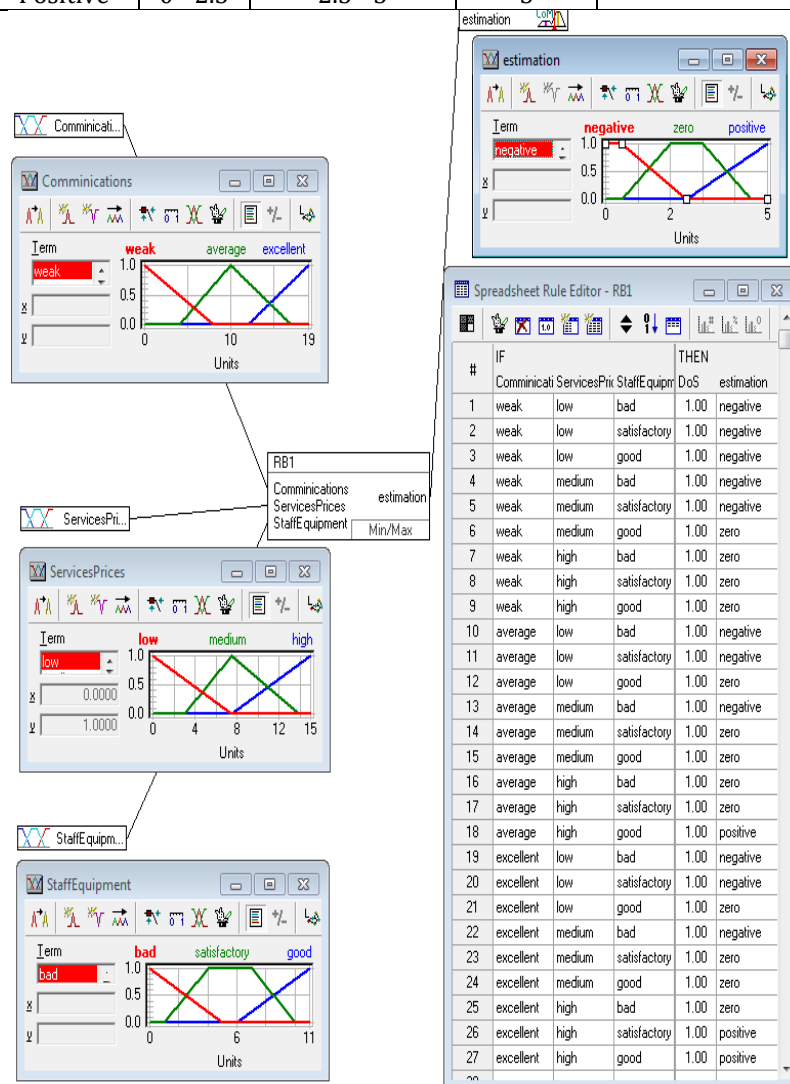 Positive 0 - 2.5 2.5 - 5 5
estimation CoM
estimation
Term negative zero positive
negative 1.0
0.5
x
0.0
y 0 2 5
Units
Comminicati...
Comminications
Term weak average excellent
weak 1.0
x 0.5
0.0
y 0 10 19
Units
RB1
Comminications
ServicesPrices estimation
StaffEquipment Min/Max
ServicesPri...
ServicesPrices
Term low medium high
low 1.0
x 0.0000 0.5
y 1.0000 0.0
0 4 8 12 15
Units
StaffEquipm...
StaffEquipment
Term bad satisfactory good
bad 1.0
x 0.5
0.0
y 0 6 11
Units
Spreadsheet Rule Editor - RB1
# IF THEN
Comminicati ServicesPric StaffEquipm DoS estimation
1 weak low bad 1.00 negative
2 weak low satisfactory 1.00 negative
3 weak low good 1.00 negative
4 weak medium bad 1.00 negative
5 weak medium satisfactory 1.00 negative
6 weak medium good 1.00 zero
7 weak high bad 1.00 zero
8 weak high satisfactory 1.00 zero
9 weak high good 1.00 zero
10 average low bad 1.00 negative
11 average low satisfactory 1.00 negative
12 average low good 1.00 zero
13 average medium bad 1.00 negative
14 average medium satisfactory 1.00 zero
15 average medium good 1.00 zero
16 average high bad 1.00 zero
17 average high satisfactory 1.00 zero
18 average high good 1.00 positive
19 excellent low bad 1.00 negative
20 excellent low satisfactory 1.00 negative
21 excellent low good 1.00 zero
22 excellent medium bad 1.00 negative
23 excellent medium satisfactory 1.00 zero
24 excellent medium good 1.00 zero
25 excellent high bad 1.00 zero
26 excellent high satisfactory 1.00 positive
27 excellent high good 1.00 positive